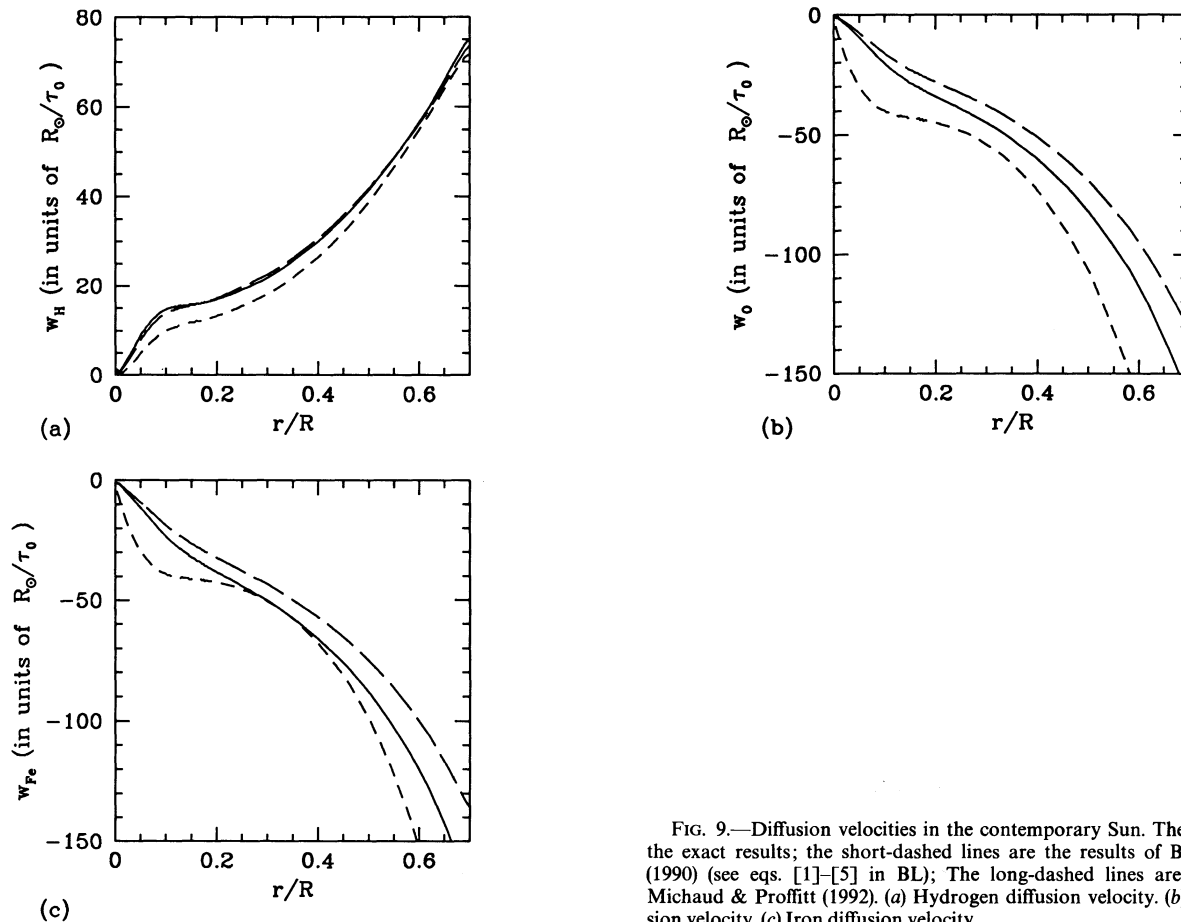 80
60
40
20
0
w_H (in units of R_⊙/τ_0 )
0 0.2 0.4 0.6
r/R
(a)
0
−50
−100
−150
w_O (in units of R_⊙/τ_0 )
0 0.2 0.4 0.6
r/R
(b)
0
−50
−100
−150
w_Fe (in units of R_⊙/τ_0 )
0 0.2 0.4 0.6
r/R
(c)
FIG. 9.—Diffusion velocities in the contemporary Sun. The
the exact results; the short-dashed lines are the results of B
(1990) (see eqs. [1]–[5] in BL); The long-dashed lines are
Michaud & Proffitt (1992). (a) Hydrogen diffusion velocity. (b)
sion velocity. (c) Iron diffusion velocity.